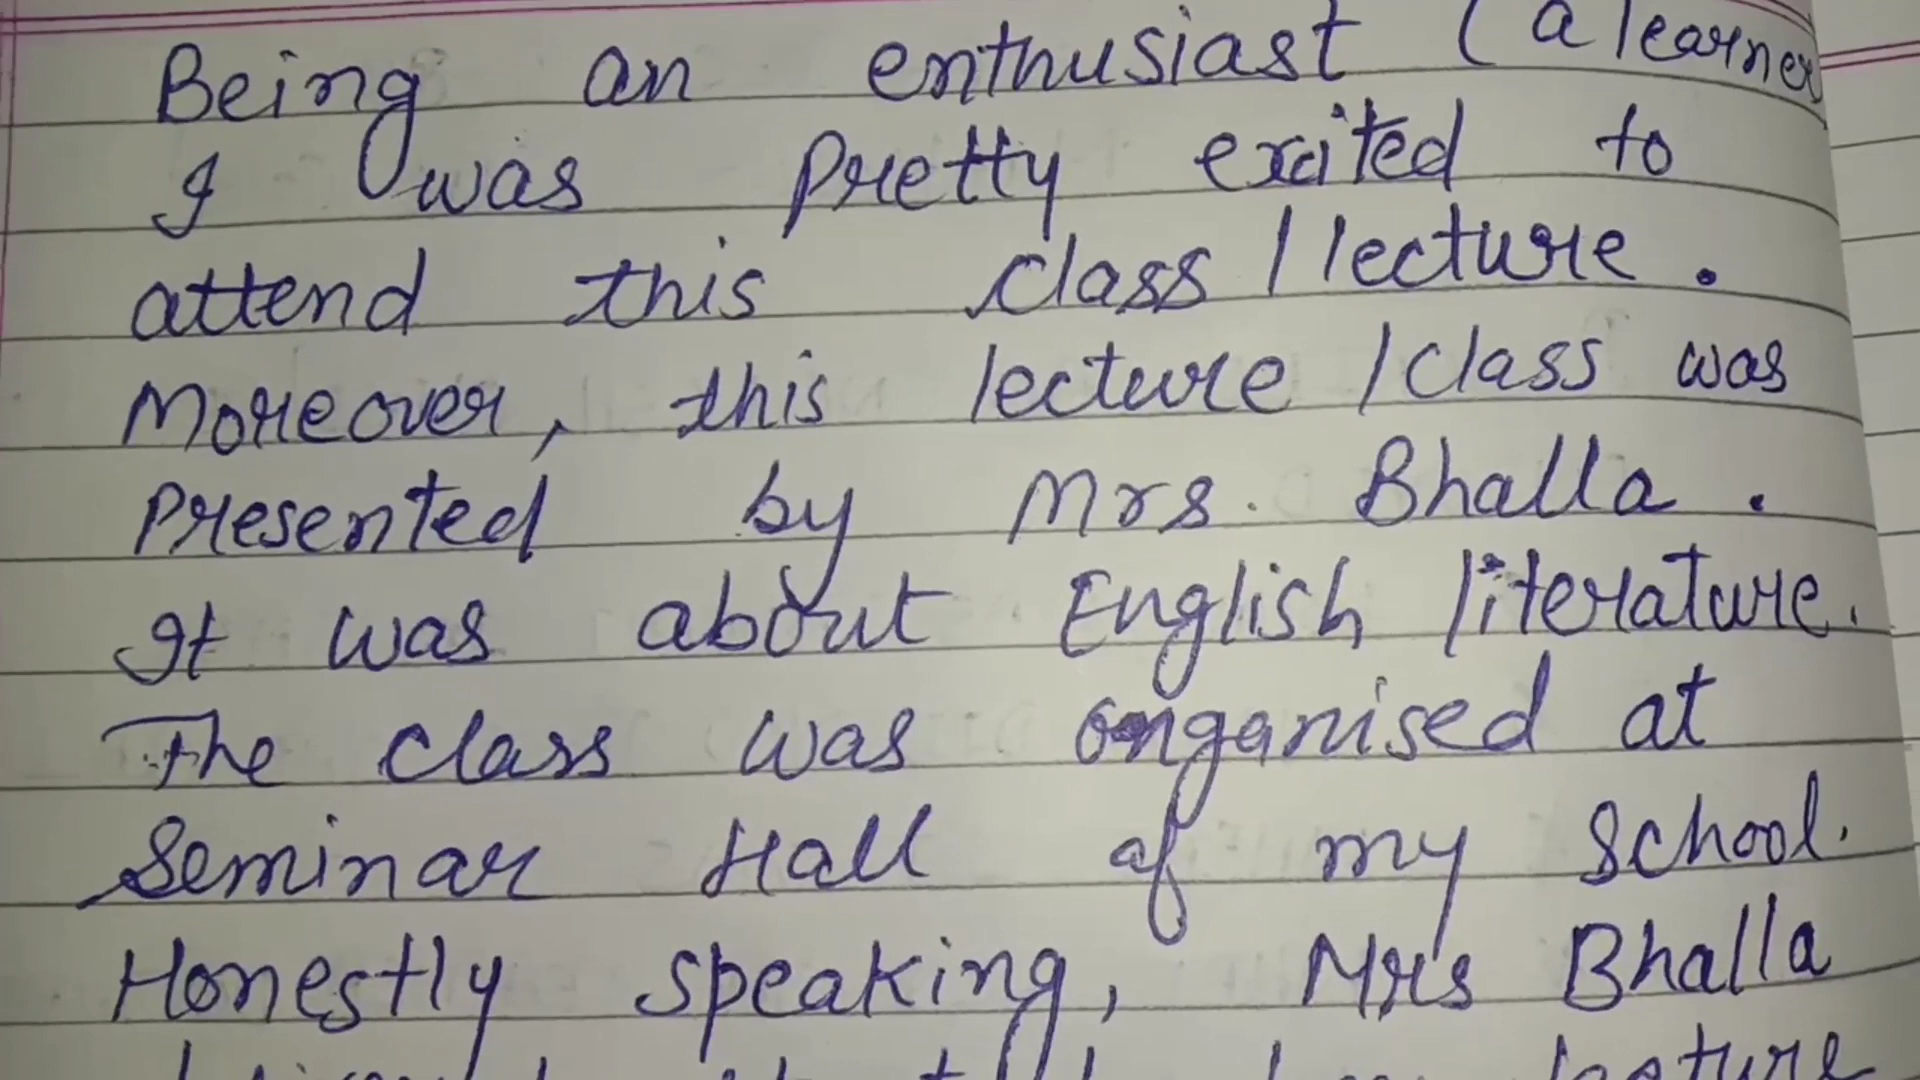 Being an enthusiast (a learner
I was Pretty excited to
attend this class / lecture.
Moreover, this lecture / class was
Presented by Mrs. Bhalla.
It was about English literature.
The class was organised at
Seminar Hall of my School.
Honestly speaking, Mrs Bhalla
lecture